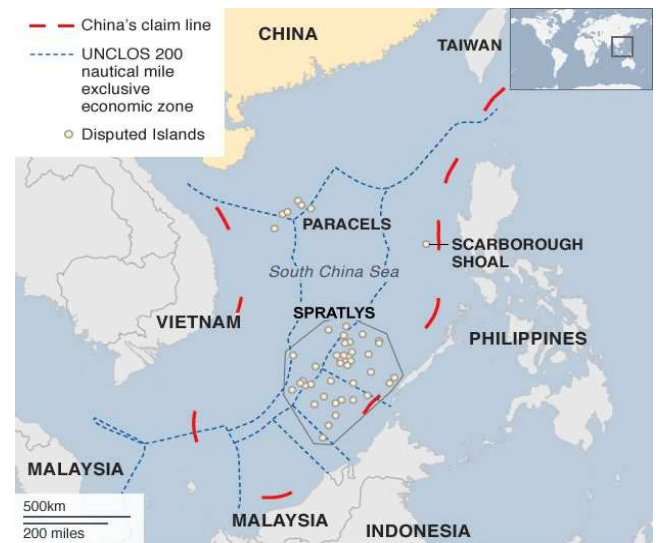 China's claim line
UNCLOS 200
nautical mile
exclusive
economic zone
Disputed Islands
CHINA
TAIWAN
PARACELS
SCARBOROUGH
SHOAL
South China Sea
SPRATLYS
VIETNAM
PHILIPPINES
MALAYSIA
500km
200 miles
MALAYSIA
INDONESIA